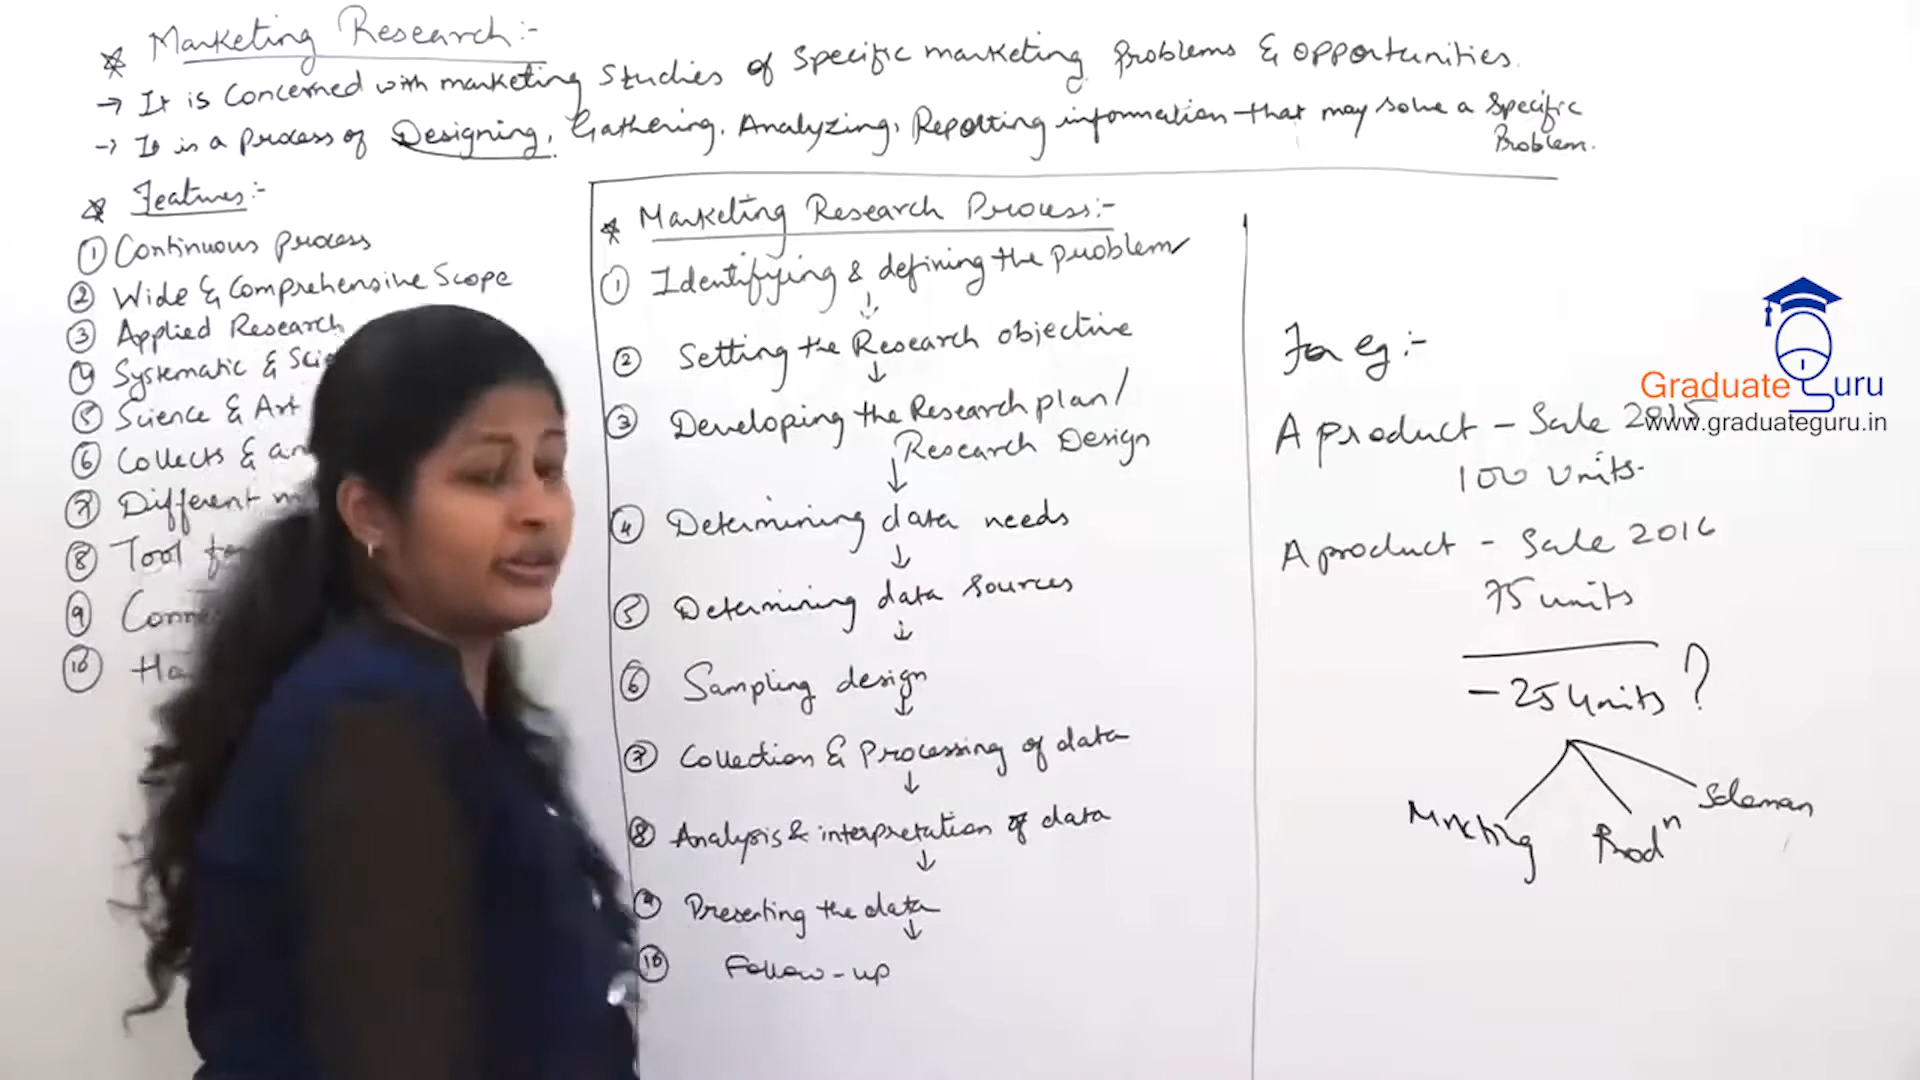 * Marketing Research:-
→ It is concerned with marketing studies of specific marketing problems & opportunities.
→ It is a process of Designing, Gathering, Analyzing, Reporting information that may solve a specific
Problem.
* Features:-
① Continuous process
② Wide & Comprehensive Scope
③ Applied Research
④ Systematic &
⑤ Science & Art
⑥ Collects &
⑦ Different
⑧ Tool
⑨
⑩
* Marketing Research Process:-
① Identifying & defining the problem
↓
② Setting the Research objective
↓
③ Developing the Research plan/
Research Design
↓
④ Determining data needs
↓
⑤ Determining data sources
↓
⑥ Sampling design
↓
⑦ Collection & Processing of data
↓
⑧ Analysis & interpretation of data
↓
⑨ Presenting the data
↓
⑩ Follow-up
For eg:-
A product - Sale 2015
100 Units.
A product - Sale 2016
75 units
- 25 Units ?
Mrkting Prodⁿ Salesman
Graduate Guru
www.graduateguru.in